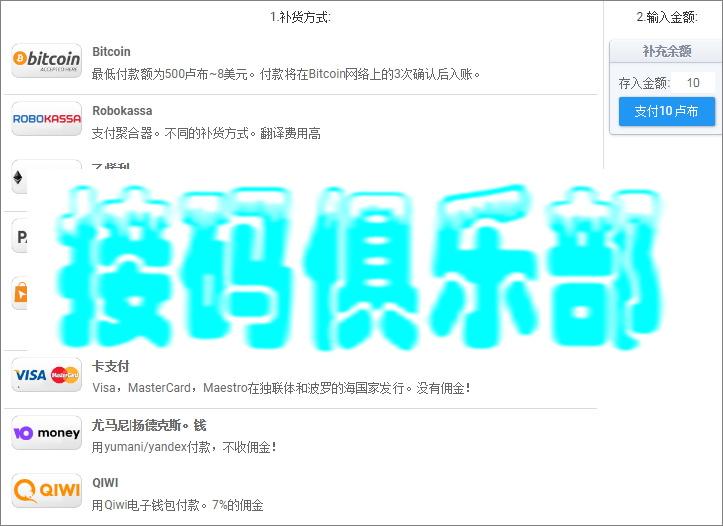 1.补货方式:
2.输入金额:
bitcoin
ACCEPTED HERE
Bitcoin
最低付款额为500卢布~8美元。付款将在Bitcoin网络上的3次确认后入账。
补充余额
存入金额: 10
支付10 卢布
ROBOKASSA
Robokassa
支付聚合器。不同的补货方式。翻译费用高
接码俱乐部
VISA MasterCard
卡支付
Visa，MasterCard，Maestro在独联体和波罗的海国家发行。没有佣金！
money
尤马尼|扬德克斯。钱
用yumani/yandex付款，不收佣金！
QIWI
QIWI
用Qiwi电子钱包付款。7%的佣金